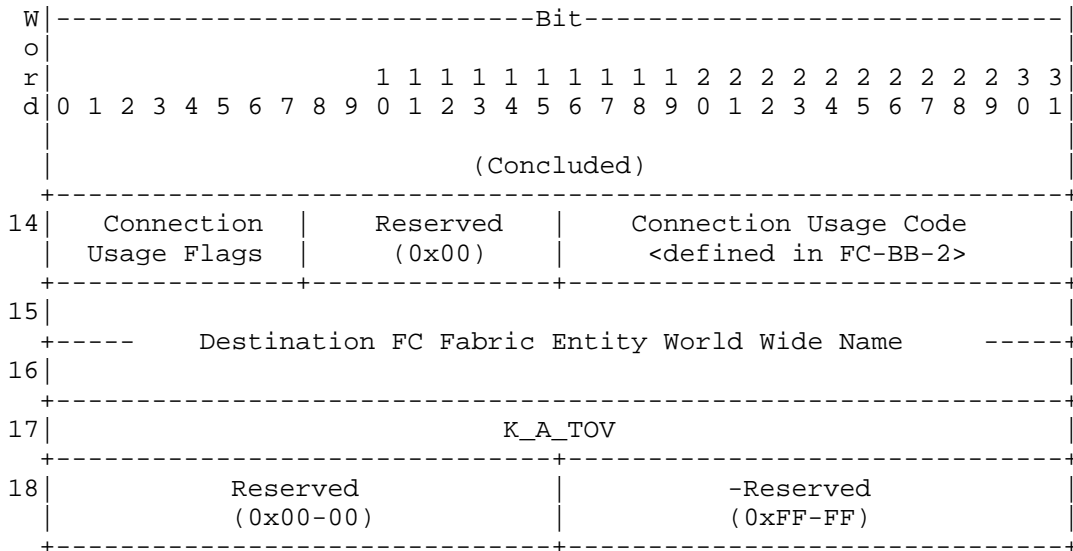 W|------------------------------Bit------------------------------|
o|                                                               |
r|                    1 1 1 1 1 1 1 1 1 1 2 2 2 2 2 2 2 2 2 2 3 3|
d|0 1 2 3 4 5 6 7 8 9 0 1 2 3 4 5 6 7 8 9 0 1 2 3 4 5 6 7 8 9 0 1|
 |                                                               |
 |                          (Concluded)                          |
 +---------------------------------------------------------------+
14|   Connection  |    Reserved   |    Connection Usage Code      |
 |  Usage Flags  |     (0x00)    |     <defined in FC-BB-2>      |
 +---------------+---------------+-------------------------------+
15|                                                               |
 +-----    Destination FC Fabric Entity World Wide Name     -----+
16|                                                               |
 +---------------------------------------------------------------+
17|                            K_A_TOV                            |
 +-------------------------------+-------------------------------+
18|           Reserved            |          -Reserved            |
 |           (0x00-00)           |          (0xFF-FF)            |
 +-------------------------------+-------------------------------+